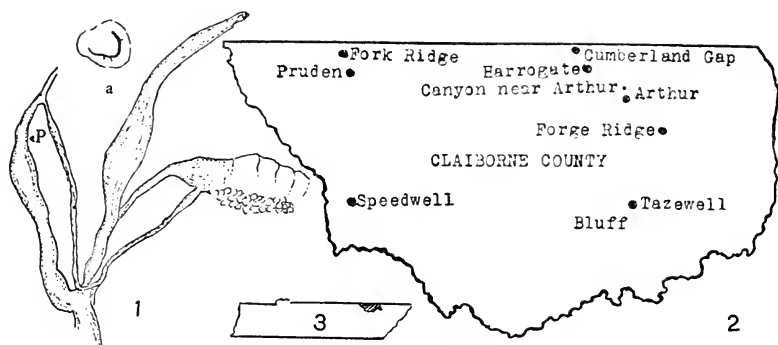 a
P
1
Fork Ridge
Pruden
Cumberland Gap
Harrogate
Canyon near Arthur.
Arthur
Forge Ridge
CLAIBORNE COUNTY
Speedwell
Tazewell
Bluff
3
2